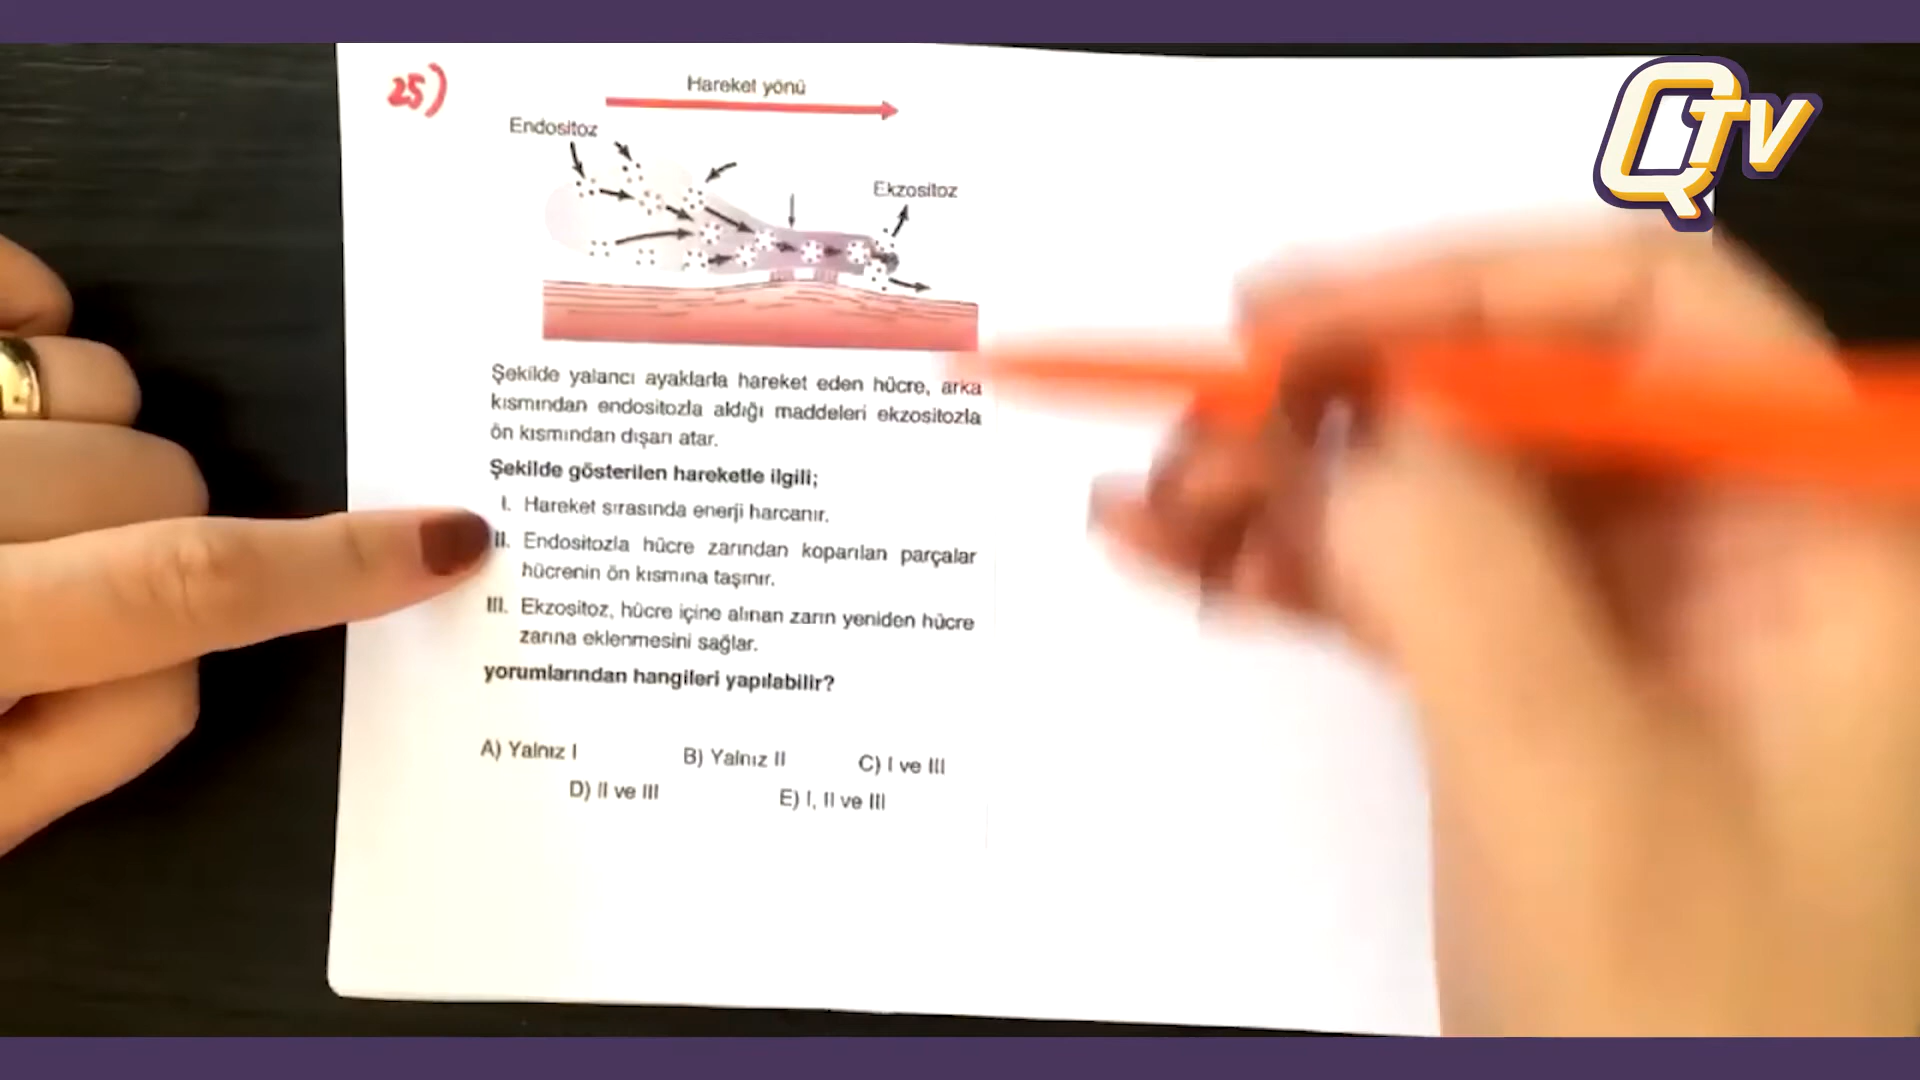 25)
Hareket yönü
Endositoz
Ekzositoz
Şekilde yalancı ayaklarla hareket eden hücre, arka
kısmından endositozla aldığı maddeleri ekzositozla
ön kısmından dışarı atar.
Şekilde gösterilen hareketle ilgili;
I. Hareket sırasında enerji harcanır.
II. Endositozla hücre zarından koparılan parçalar
hücrenin ön kısmına taşınır.
III. Ekzositoz, hücre içine alınan zarın yeniden hücre
zarına eklenmesini sağlar.
yorumlarından hangileri yapılabilir?
A) Yalnız I B) Yalnız II C) I ve III
D) II ve III E) I, II ve III
QTV